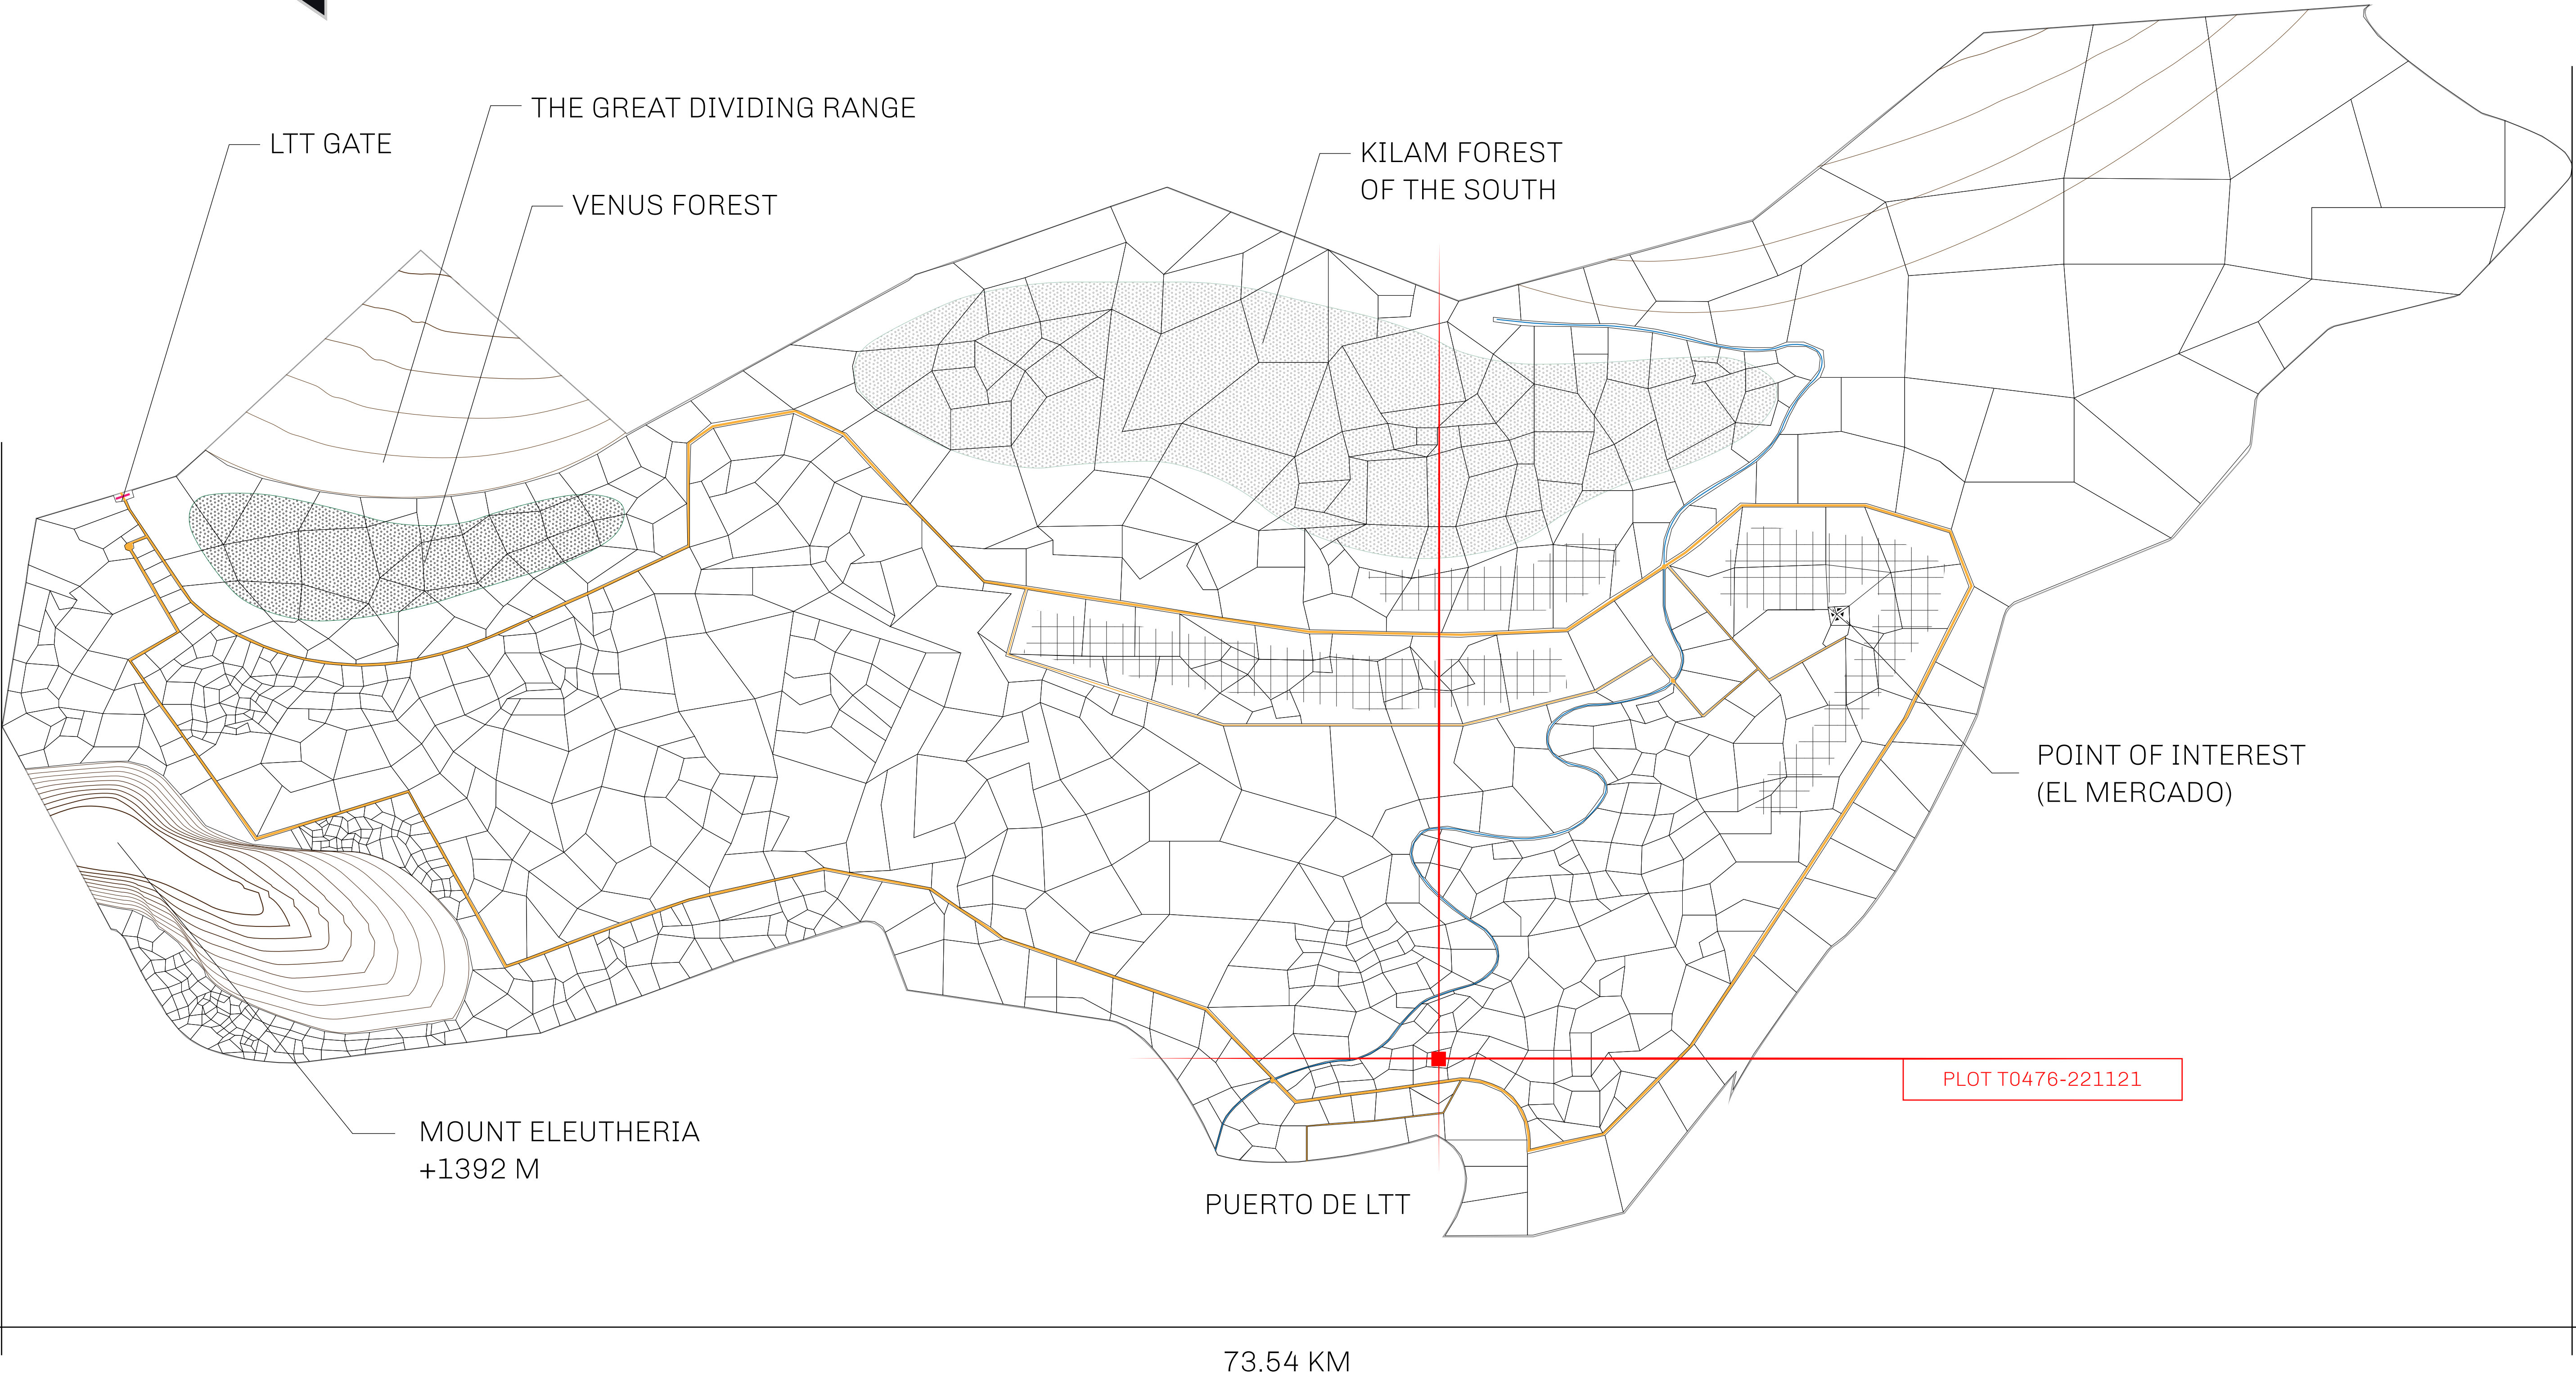 THE GREAT DIVIDING RANGE
LTT GATE
VENUS FOREST
KILAM FOREST
OF THE SOUTH
POINT OF INTEREST
(EL MERCADO)
PLOT T0476-221121
MOUNT ELEUTHERIA
+1392 M
PUERTO DE LTT
73.54 KM